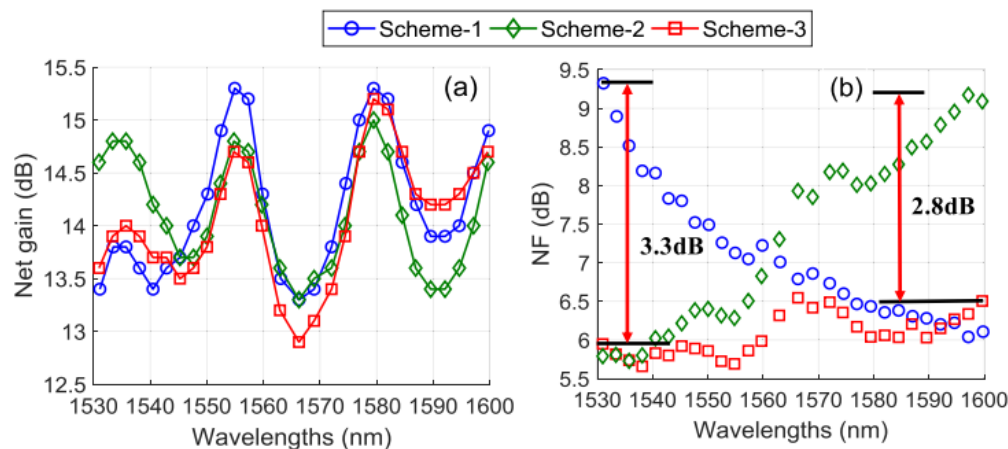 Scheme-1 Scheme-2 Scheme-3
(a)
Net gain (dB)
15.5
15
14.5
14
13.5
13
12.5
1530 1540 1550 1560 1570 1580 1590 1600
Wavelengths (nm)
(b)
NF (dB)
9.5
9
8.5
8
7.5
7
6.5
6
5.5
3.3dB
2.8dB
1530 1540 1550 1560 1570 1580 1590 1600
Wavelengths (nm)